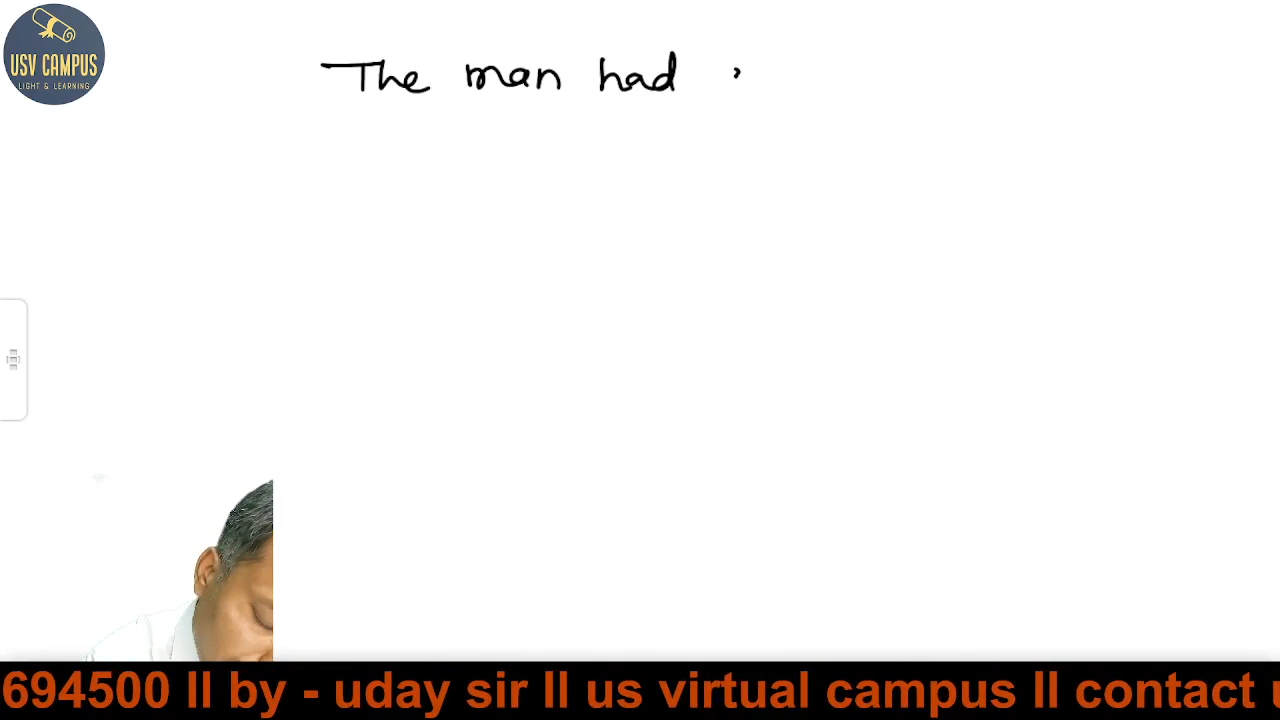 USV CAMPUS
LIGHT & LEARNING
The man had
694500 ll by - uday sir ll us virtual campus ll contact